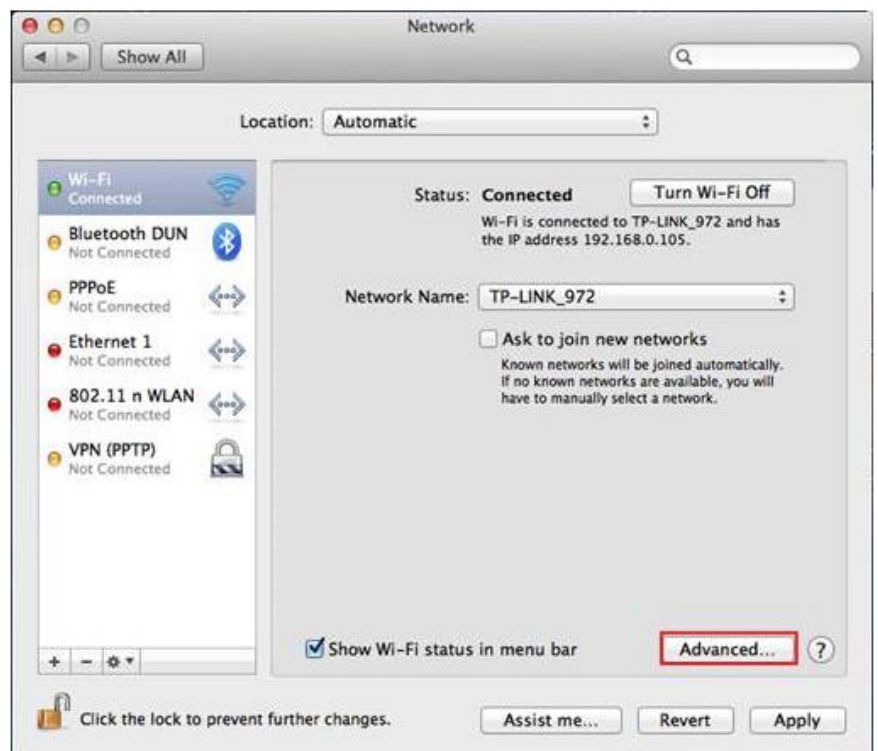 Network
Show All
Location: Automatic
Wi-Fi
Connected
Bluetooth DUN
Not Connected
PPPoE
Not Connected
Ethernet 1
Not Connected
802.11 n WLAN
Not Connected
VPN (PPTP)
Not Connected
Status: Connected
Turn Wi-Fi Off
Wi-Fi is connected to TP-LINK_972 and has
the IP address 192.168.0.105.
Network Name: TP-LINK_972
Ask to join new networks
Known networks will be joined automatically.
If no known networks are available, you will
have to manually select a network.
Show Wi-Fi status in menu bar
Advanced...
?
Click the lock to prevent further changes.
Assist me...
Revert
Apply